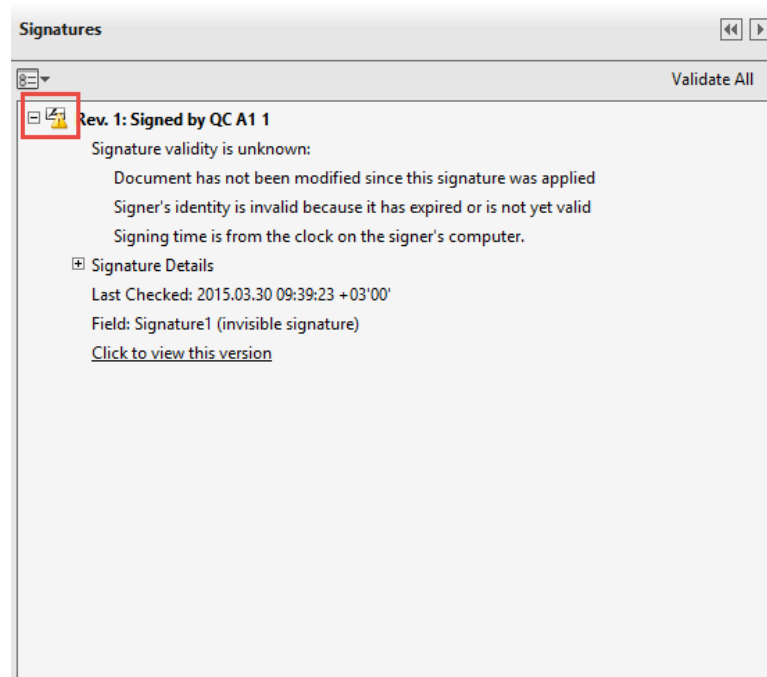 Signatures
Validate All
Rev. 1: Signed by QC A1 1
Signature validity is unknown:
Document has not been modified since this signature was applied
Signer's identity is invalid because it has expired or is not yet valid
Signing time is from the clock on the signer's computer.
Signature Details
Last Checked: 2015.03.30 09:39:23 +03'00'
Field: Signature1 (invisible signature)
Click to view this version